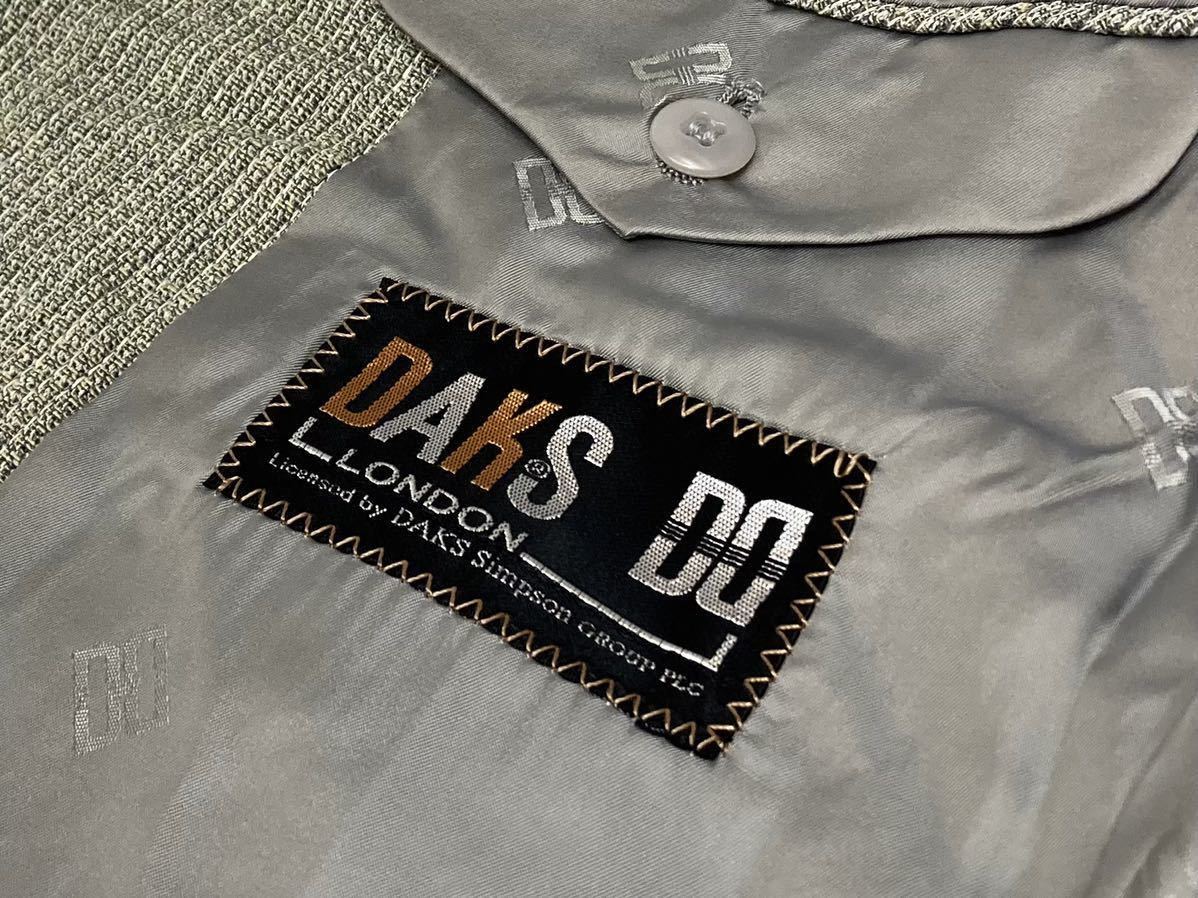 DAKS®
LONDON
Licensed by DAKS Simpson GROUP PLC
DD